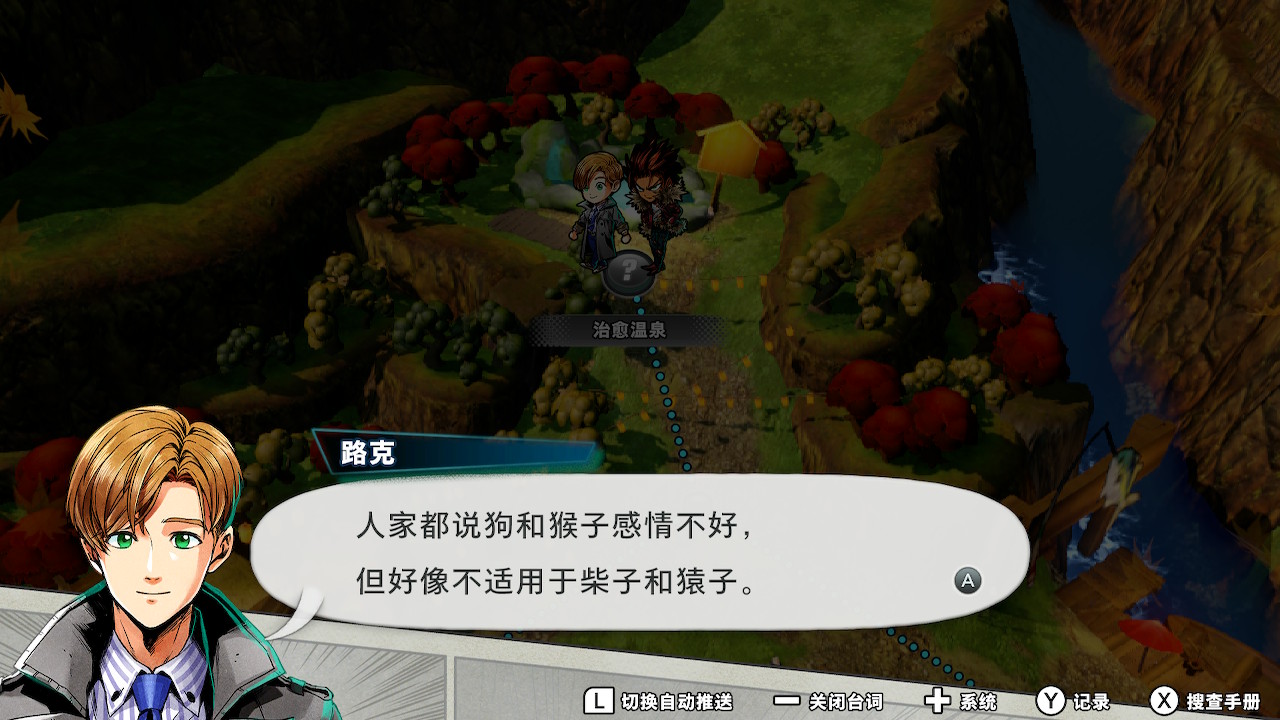 ?
治愈温泉
路克
人家都说狗和猴子感情不好，
但好像不适用于柴子和猿子。
A
L 切换自动推送 关闭台词 系统 Y 记录 X 搜查手册